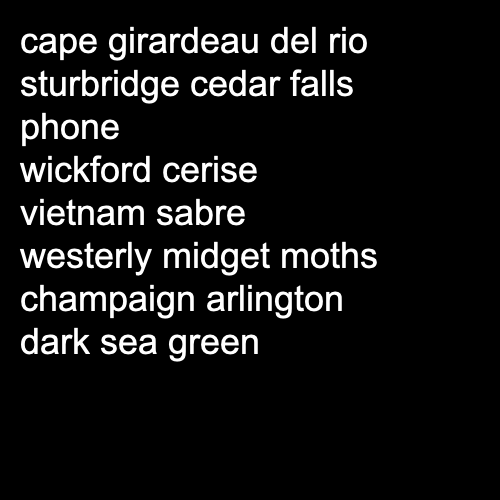 cape girardeau del rio
sturbridge cedar falls
phone
wickford cerise
vietnam sabre
westerly midget moths
champaign arlington
dark sea green